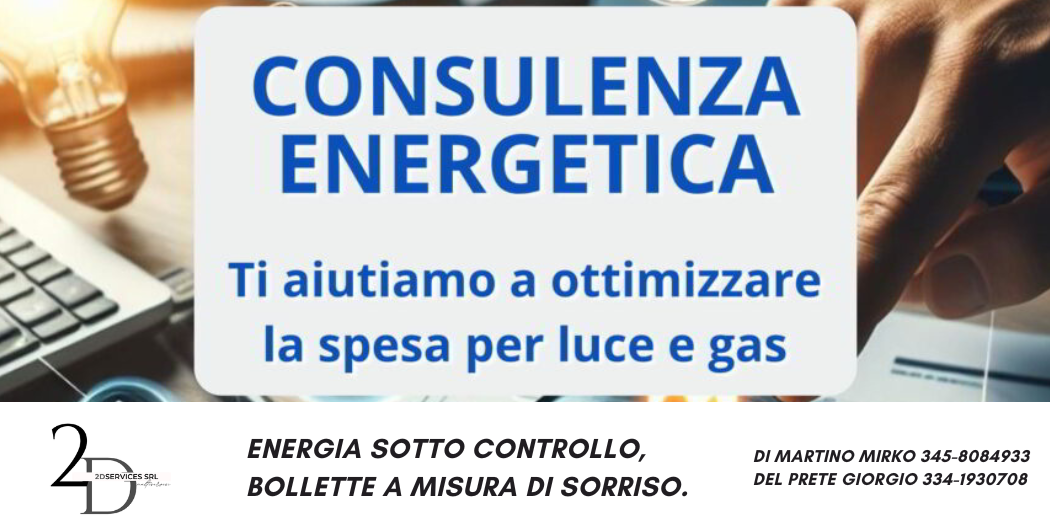 CONSULENZA
ENERGETICA
Ti aiutiamo a ottimizzare
la spesa per luce e gas
2D
2DSERVICES SRL
ENERGIA SOTTO CONTROLLO,
BOLLETTE A MISURA DI SORRISO.
DI MARTINO MIRKO 345-8084933
DEL PRETE GIORGIO 334-1930708